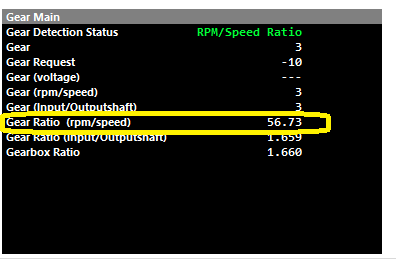 Gear Main
Gear Detection Status RPM/Speed Ratio
Gear 3
Gear Request -10
Gear (voltage) ---
Gear (rpm/speed) 3
Gear (Input/Outputshaft) 3
Gear Ratio (rpm/speed) 56.73
Gear Ratio (Input/Outputshaft) 1.659
Gearbox Ratio 1.660